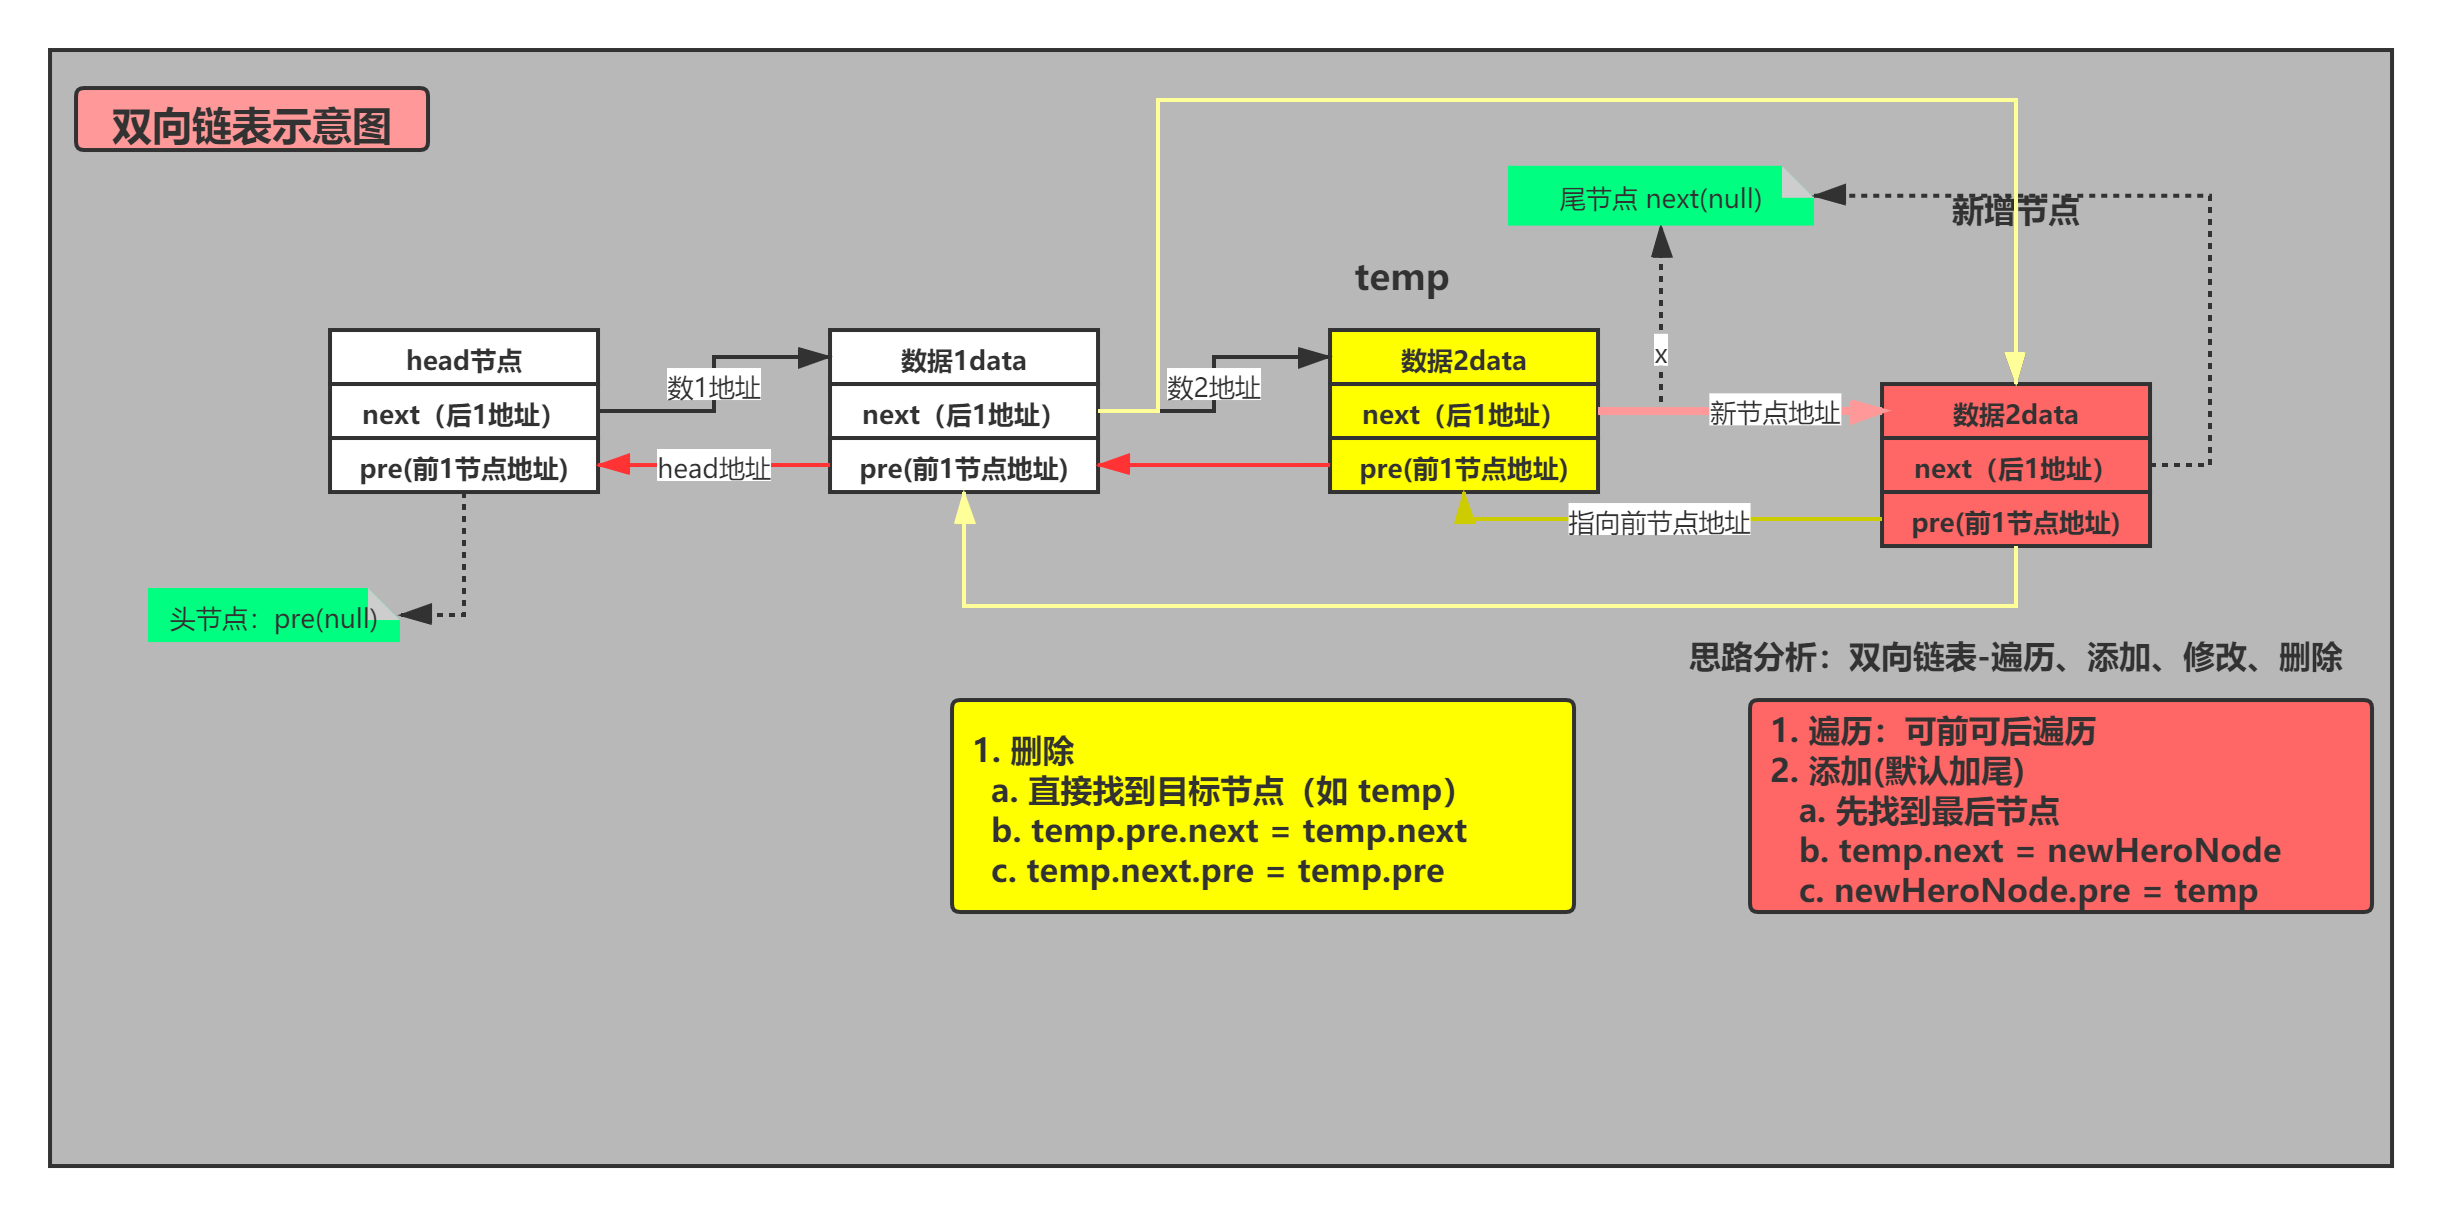 双向链表示意图
尾节点 next(null)
新增节点
temp
head节点
next（后1地址）
pre(前1节点地址)
数1地址
head地址
数据1data
next（后1地址）
pre(前1节点地址)
数2地址
数据2data
next（后1地址）
pre(前1节点地址)
x
新节点地址
指向前节点地址
数据2data
next（后1地址）
pre(前1节点地址)
头节点：pre(null)
思路分析：双向链表-遍历、添加、修改、删除
1. 删除
a. 直接找到目标节点（如 temp）
b. temp.pre.next = temp.next
c. temp.next.pre = temp.pre
1. 遍历：可前可后遍历
2. 添加(默认加尾)
a. 先找到最后节点
b. temp.next = newHeroNode
c. newHeroNode.pre = temp